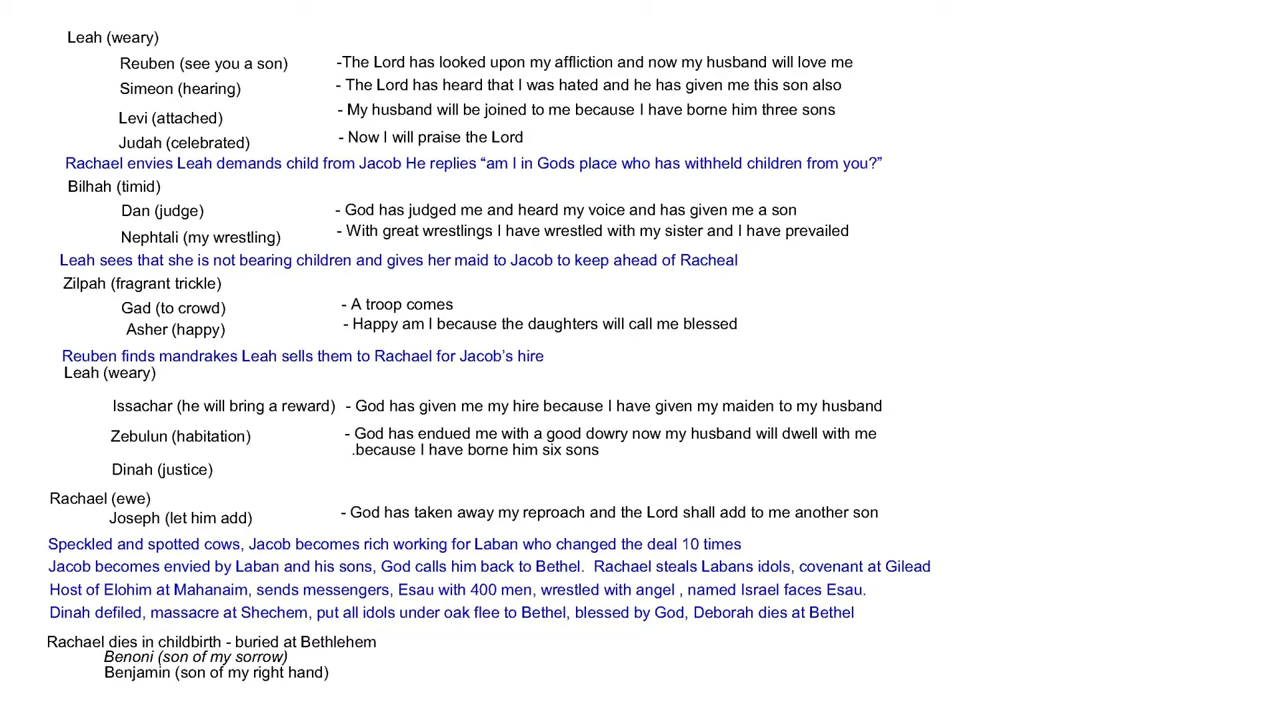 Leah (weary)
Reuben (see you a son) -The Lord has looked upon my affliction and now my husband will love me
Simeon (hearing) - The Lord has heard that I was hated and he has given me this son also
Levi (attached) - My husband will be joined to me because I have borne him three sons
Judah (celebrated) - Now I will praise the Lord
Rachael envies Leah demands child from Jacob He replies “am I in Gods place who has withheld children from you?”
Bilhah (timid)
Dan (judge) - God has judged me and heard my voice and has given me a son
Nephtali (my wrestling) - With great wrestlings I have wrestled with my sister and I have prevailed
Leah sees that she is not bearing children and gives her maid to Jacob to keep ahead of Racheal
Zilpah (fragrant trickle)
Gad (to crowd) - A troop comes
Asher (happy) - Happy am I because the daughters will call me blessed
Reuben finds mandrakes Leah sells them to Rachael for Jacob’s hire
Leah (weary)
Issachar (he will bring a reward) - God has given me my hire because I have given my maiden to my husband
Zebulun (habitation) - God has endued me with a good dowry now my husband will dwell with me
.because I have borne him six sons
Dinah (justice)
Rachael (ewe)
Joseph (let him add) - God has taken away my reproach and the Lord shall add to me another son
Speckled and spotted cows, Jacob becomes rich working for Laban who changed the deal 10 times
Jacob becomes envied by Laban and his sons, God calls him back to Bethel. Rachael steals Labans idols, covenant at Gilead
Host of Elohim at Mahanaim, sends messengers, Esau with 400 men, wrestled with angel , named Israel faces Esau.
Dinah defiled, massacre at Shechem, put all idols under oak flee to Bethel, blessed by God, Deborah dies at Bethel
Rachael dies in childbirth - buried at Bethlehem
Benoni (son of my sorrow)
Benjamin (son of my right hand)